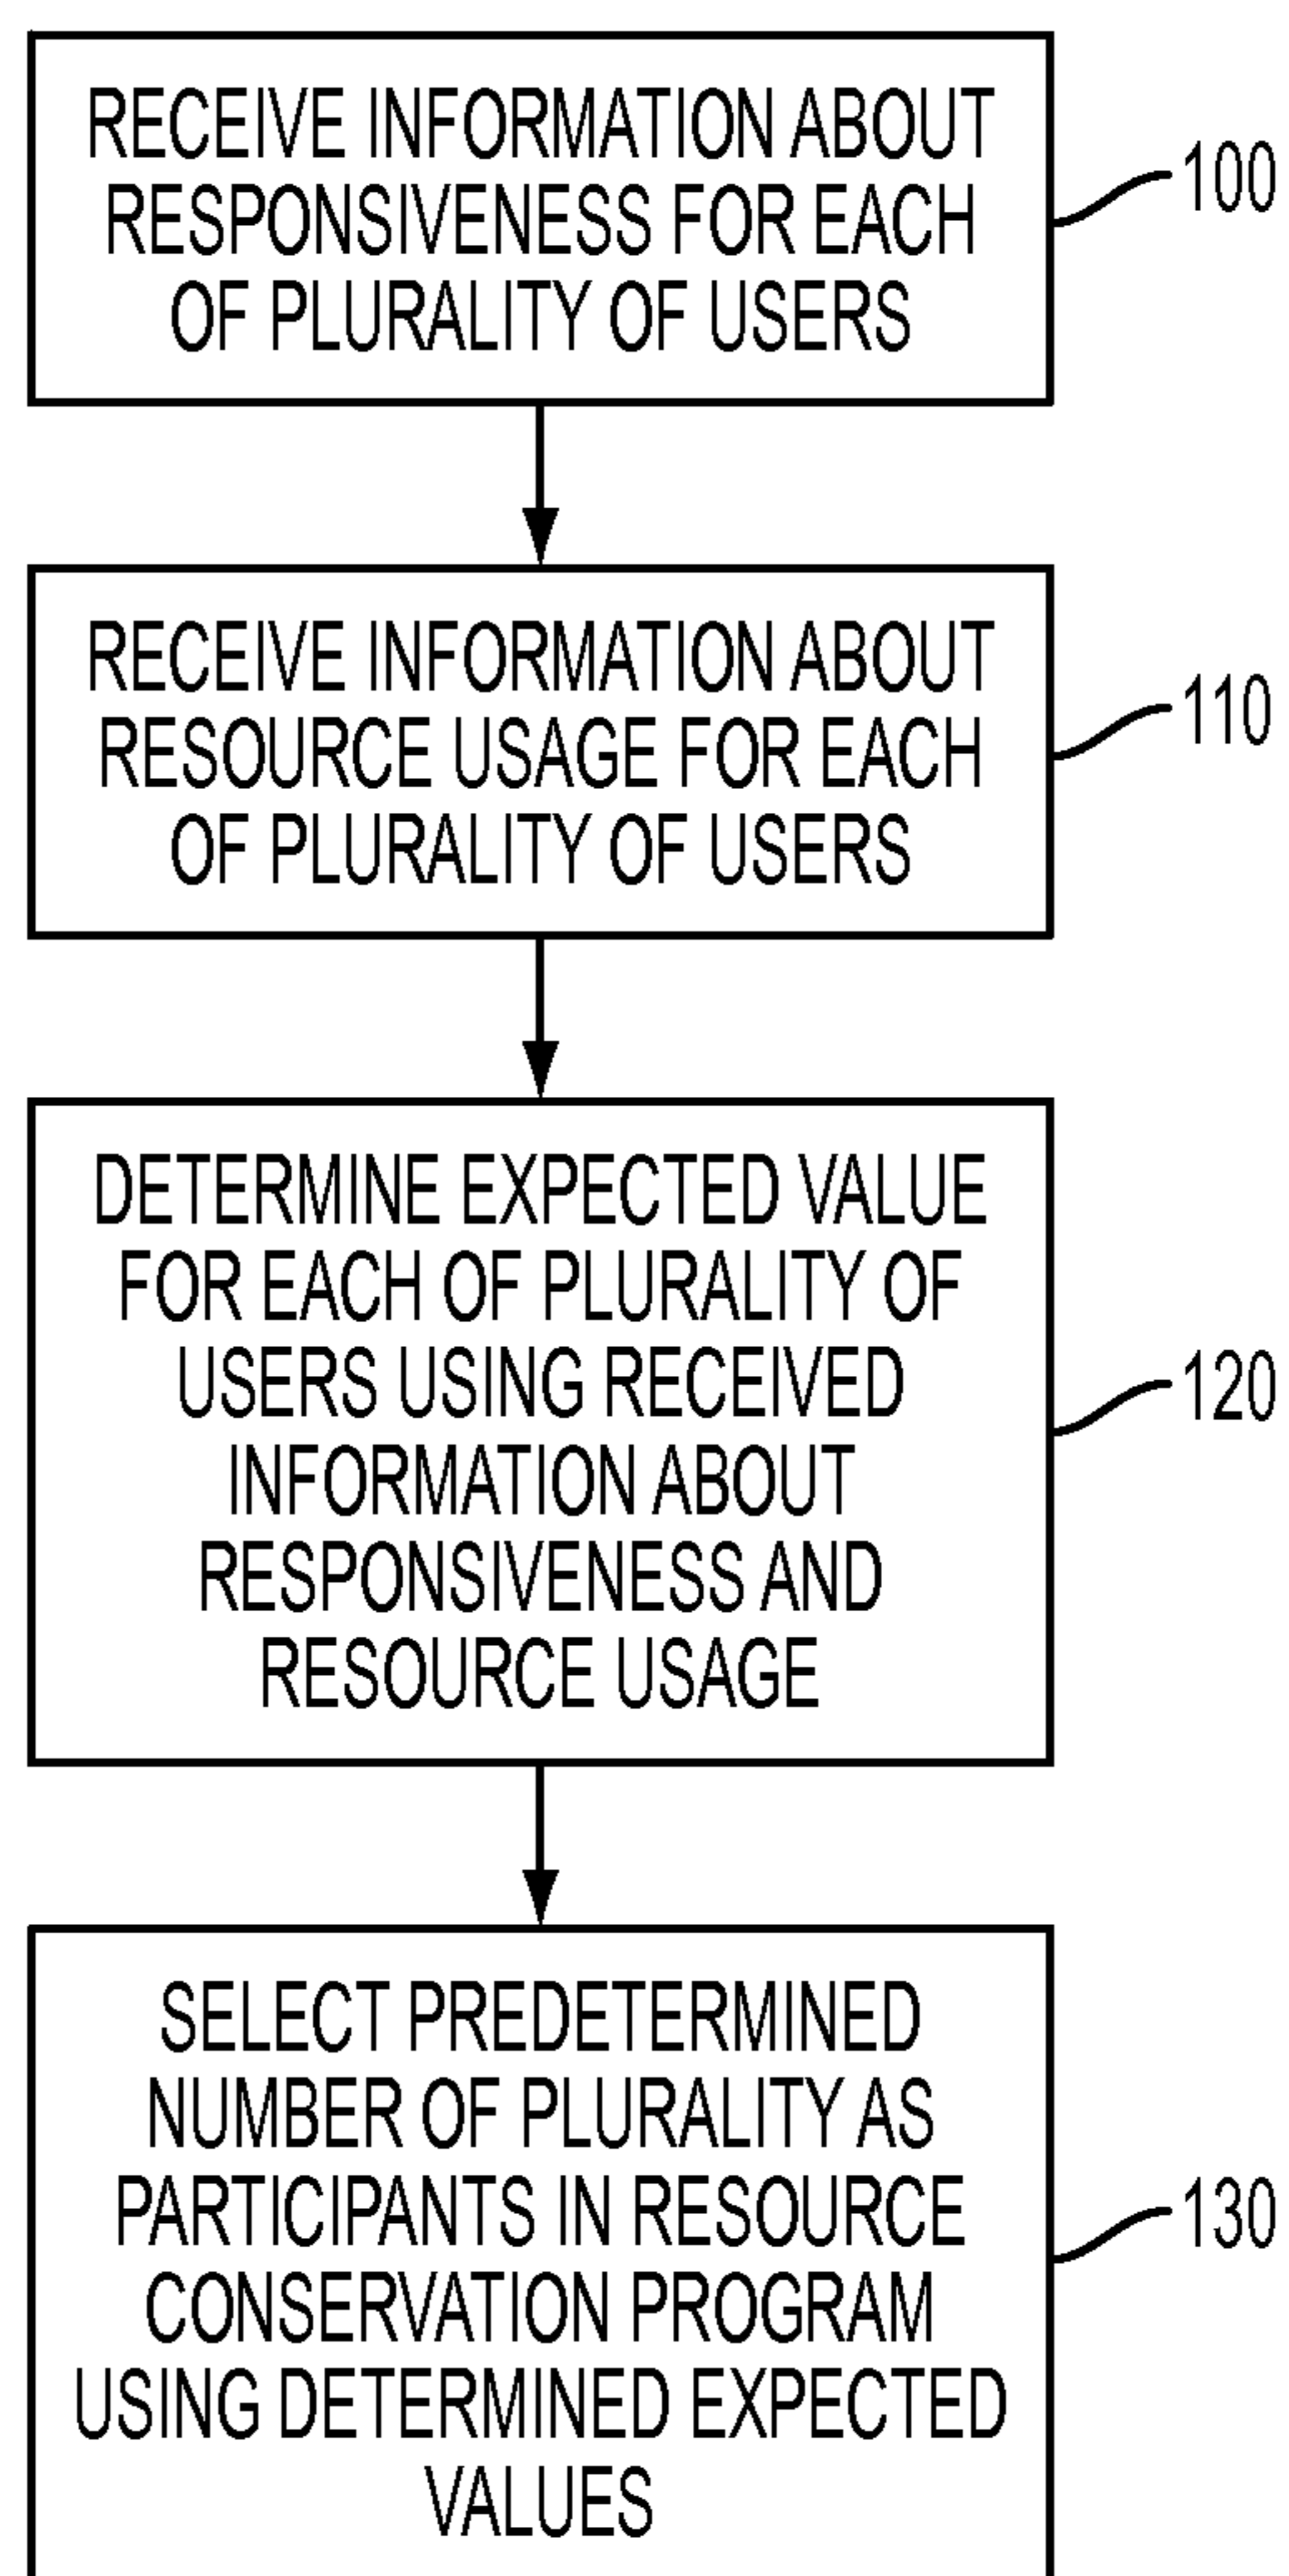 RECEIVE INFORMATION ABOUT
RESPONSIVENESS FOR EACH
OF PLURALITY OF USERS
100
RECEIVE INFORMATION ABOUT
RESOURCE USAGE FOR EACH
OF PLURALITY OF USERS
110
DETERMINE EXPECTED VALUE
FOR EACH OF PLURALITY OF
USERS USING RECEIVED
INFORMATION ABOUT
RESPONSIVENESS AND
RESOURCE USAGE
120
SELECT PREDETERMINED
NUMBER OF PLURALITY AS
PARTICIPANTS IN RESOURCE
CONSERVATION PROGRAM
USING DETERMINED EXPECTED
VALUES
130